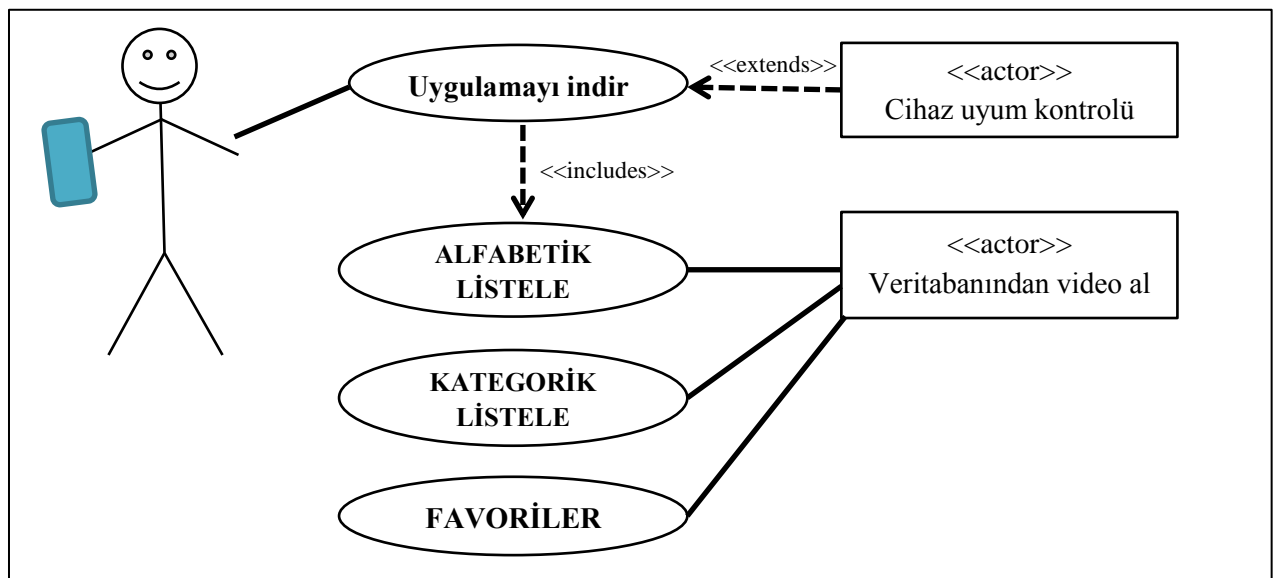 Uygulamayı indir
<<extends>>
<<actor>>
Cihaz uyum kontrolü
<<includes>>
ALFABETİK
LİSTELE
<<actor>>
Veritabanından video al
KATEGORİK
LİSTELE
FAVORİLER